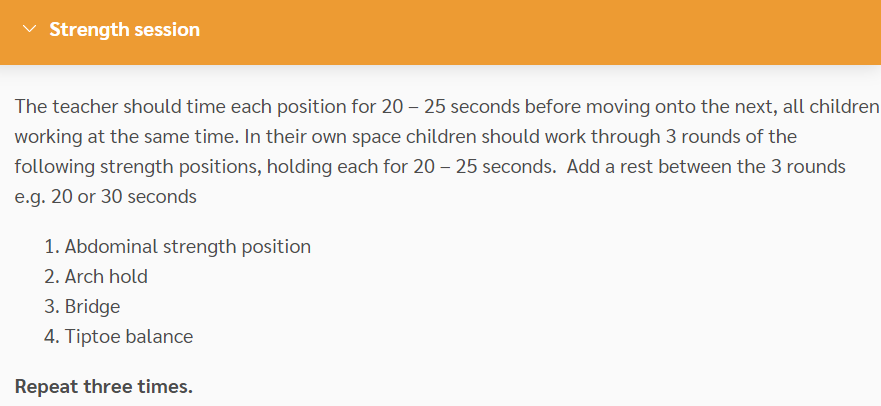 Strength session
The teacher should time each position for 20 – 25 seconds before moving onto the next, all children
working at the same time. In their own space children should work through 3 rounds of the
following strength positions, holding each for 20 – 25 seconds.  Add a rest between the 3 rounds
e.g. 20 or 30 seconds
1. Abdominal strength position
2. Arch hold
3. Bridge
4. Tiptoe balance
Repeat three times.